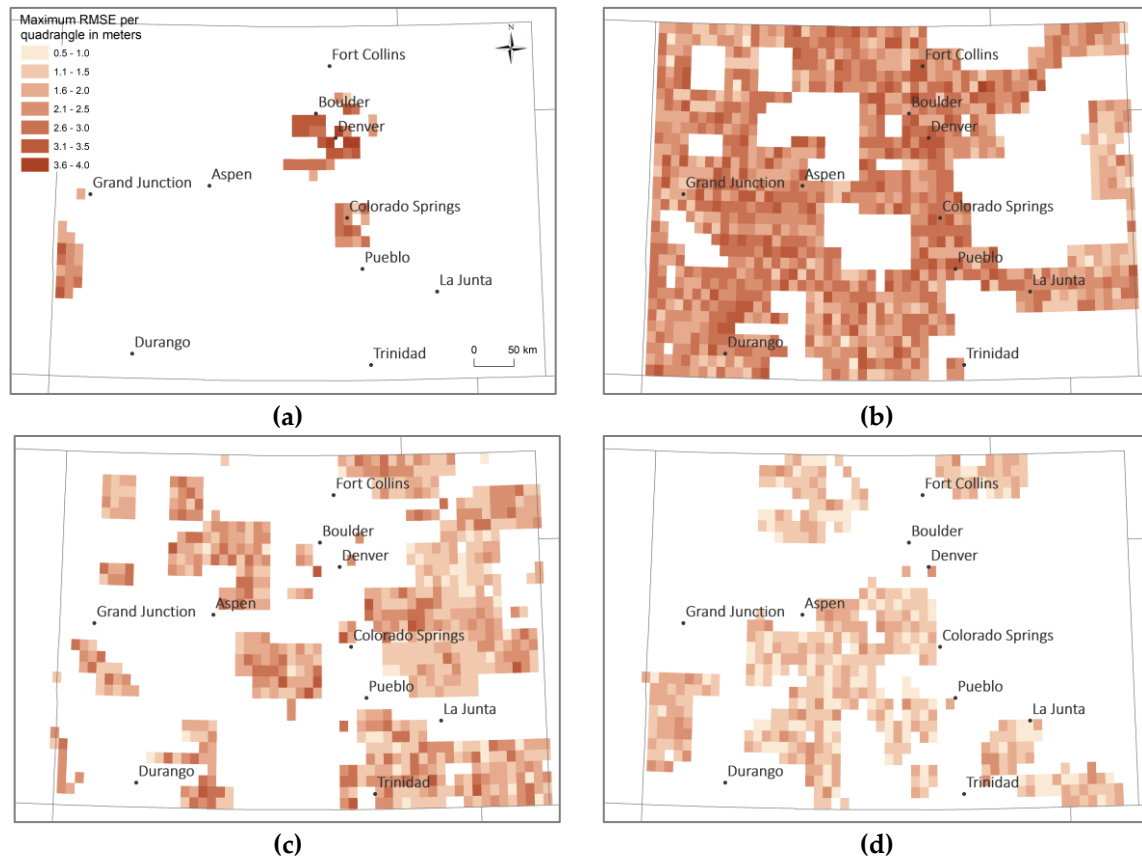 Maximum RMSE per
quadrangle in meters
0.5 - 1.0
1.1 - 1.5
1.6 - 2.0
2.1 - 2.5
2.6 - 3.0
3.1 - 3.5
3.6 - 4.0
N
Fort Collins
Boulder
Denver
Grand Junction
Aspen
Colorado Springs
Pueblo
La Junta
Durango
Trinidad
0 50 km
(a)
Fort Collins
Boulder
Denver
Grand Junction
Aspen
Colorado Springs
Pueblo
La Junta
Durango
Trinidad
(b)
Fort Collins
Boulder
Denver
Grand Junction
Aspen
Colorado Springs
Pueblo
La Junta
Durango
Trinidad
(c)
Fort Collins
Boulder
Denver
Grand Junction
Aspen
Colorado Springs
Pueblo
La Junta
Durango
Trinidad
(d)